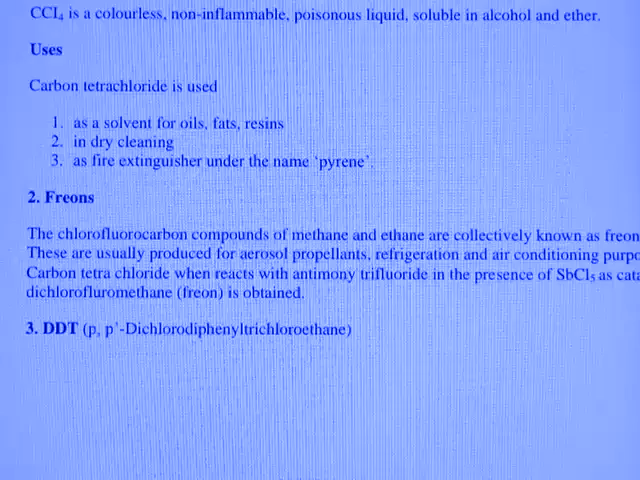 CCl₄ is a colourless, non-inflammable, poisonous liquid, soluble in alcohol and ether.
Uses
Carbon tetrachloride is used
1. as a solvent for oils, fats, resins
2. in dry cleaning
3. as fire extinguisher under the name ‘pyrene’.
2. Freons
The chlorofluorocarbon compounds of methane and ethane are collectively known as freon
These are usually produced for aerosol propellants, refrigeration and air conditioning purpo
Carbon tetra chloride when reacts with antimony trifluoride in the presence of SbCl₅ as cata
dichlorofluromethane (freon) is obtained.
3. DDT (p, p’-Dichlorodiphenyltrichloroethane)